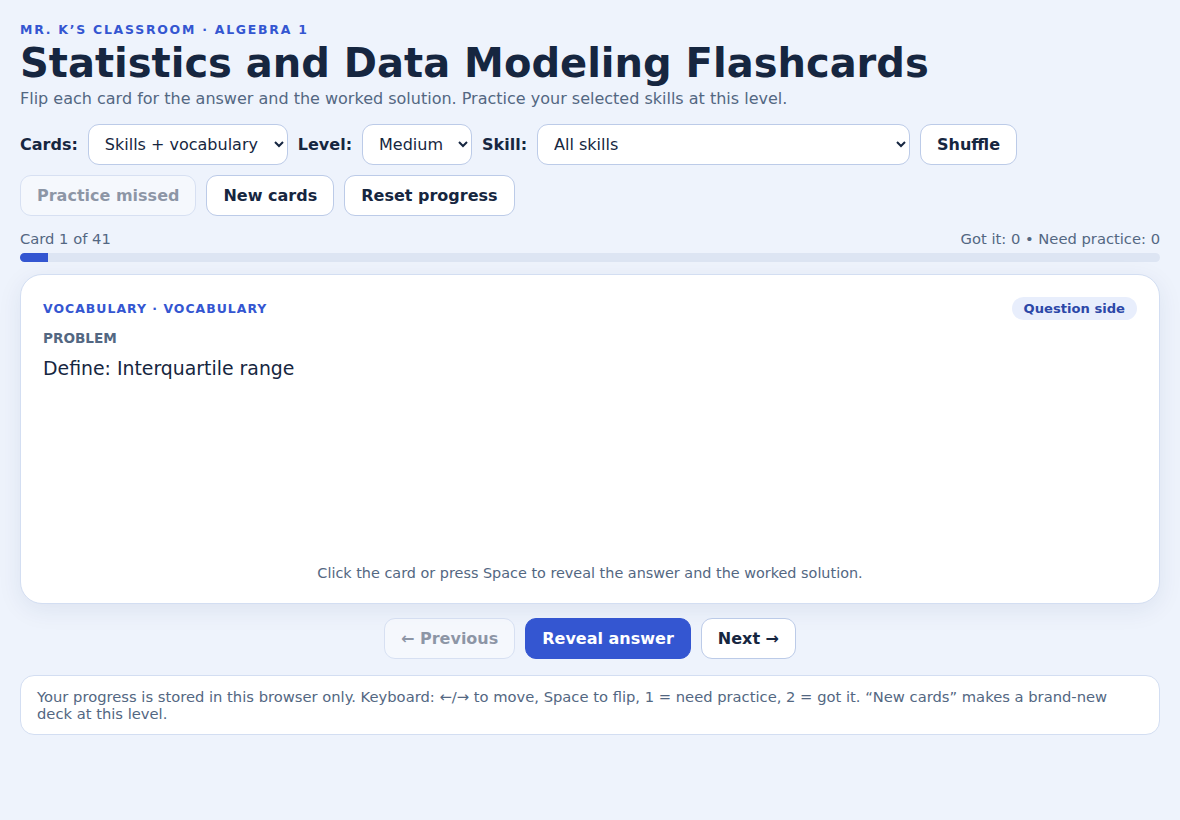 MR. K’S CLASSROOM · ALGEBRA 1
Statistics and Data Modeling Flashcards
Flip each card for the answer and the worked solution. Practice your selected skills at this level.
Cards: Skills + vocabulary Level: Medium Skill: All skills Shuffle
Practice missed New cards Reset progress
Card 1 of 41 Got it: 0 • Need practice: 0
VOCABULARY · VOCABULARY Question side
PROBLEM
Define: Interquartile range
Click the card or press Space to reveal the answer and the worked solution.
← Previous Reveal answer Next →
Your progress is stored in this browser only. Keyboard: ←/→ to move, Space to flip, 1 = need practice, 2 = got it. “New cards” makes a brand-new
deck at this level.